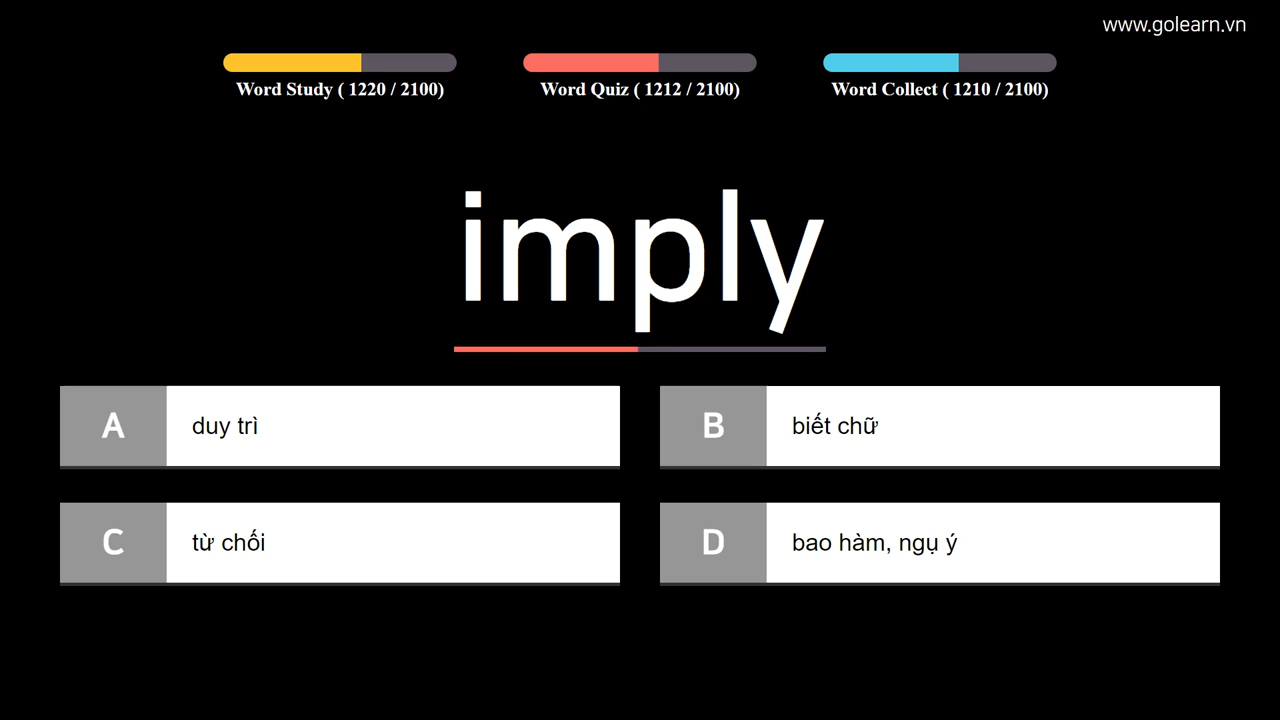 www.golearn.vn
Word Study ( 1220 / 2100)
Word Quiz ( 1212 / 2100)
Word Collect ( 1210 / 2100)
imply
A duy trì
B biết chữ
C từ chối
D bao hàm, ngụ ý